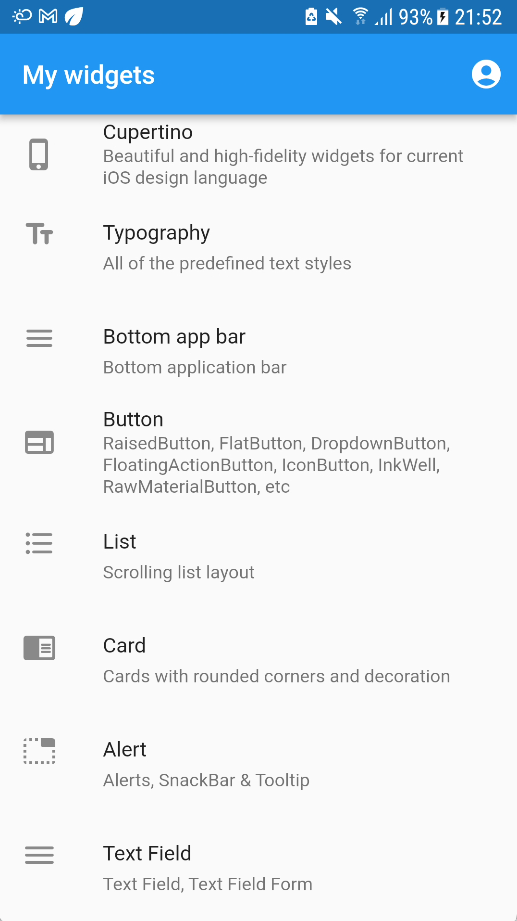 93% 21:52
My widgets
Cupertino
Beautiful and high-fidelity widgets for current
iOS design language
Typography
All of the predefined text styles
Bottom app bar
Bottom application bar
Button
RaisedButton, FlatButton, DropdownButton,
FloatingActionButton, IconButton, InkWell,
RawMaterialButton, etc
List
Scrolling list layout
Card
Cards with rounded corners and decoration
Alert
Alerts, SnackBar & Tooltip
Text Field
Text Field, Text Field Form